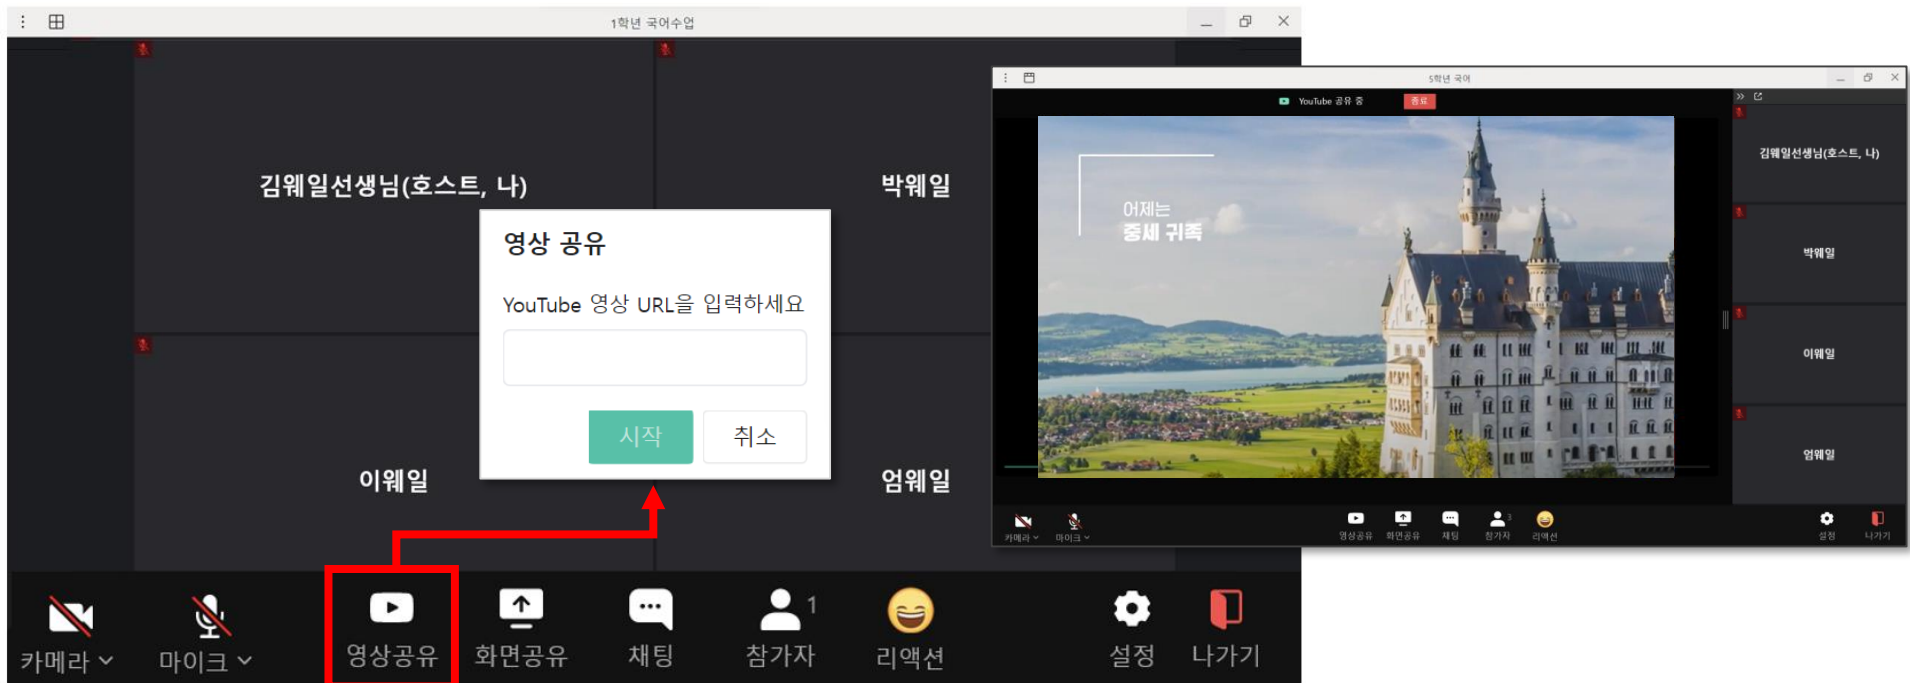 1학년 국어수업
김웨일선생님(호스트, 나)
박웨일
영상 공유
YouTube 영상 URL을 입력하세요
시작
취소
이웨일
엄웨일
카메라
마이크
영상공유
화면공유
채팅
1
참가자
리액션
설정
나가기
5학년 국어
YouTube 공유 중
종료
어제는
중세 귀족
김웨일선생님(호스트, 나)
박웨일
이웨일
엄웨일
카메라
마이크
영상공유
화면공유
채팅
3
참가자
리액션
설정
나가기